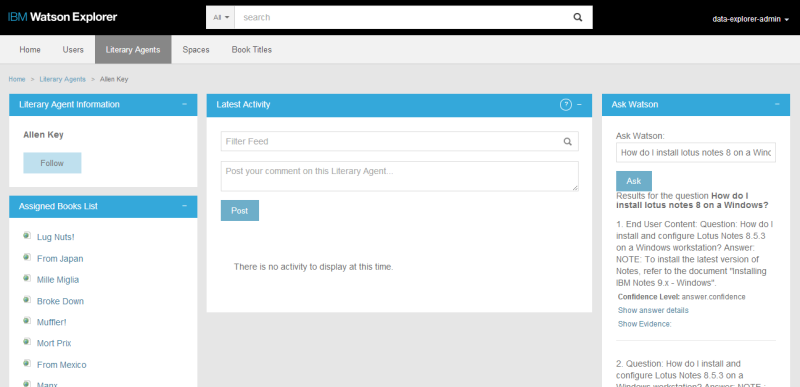 IBM Watson Explorer
All
search
data-explorer-admin
Home
Users
Literary Agents
Spaces
Book Titles
Home > Literary Agents > Allen Key
Literary Agent Information
Allen Key
Follow
Assigned Books List
Lug Nuts!
From Japan
Mille Miglia
Broke Down
Muffler!
Mort Prix
From Mexico
Manx
Latest Activity
?
Filter Feed
Post your comment on this Literary Agent...
Post
There is no activity to display at this time.
Ask Watson
Ask Watson:
How do I install lotus notes 8 on a Winc
Ask
Results for the question How do I
install lotus notes 8 on a Windows?
1. End User Content: Question: How do I
install and configure Lotus Notes 8.5.3
on a Windows workstation? Answer:
NOTE: To install the latest version of
Notes, refer to the document "Installing
IBM Notes 9.x - Windows".
Confidence Level: answer.confidence
Show answer details
Show Evidence:
2. Question: How do I install and
configure Lotus Notes 8.5.3 on a
Windows workstation? Answer: NOTE: